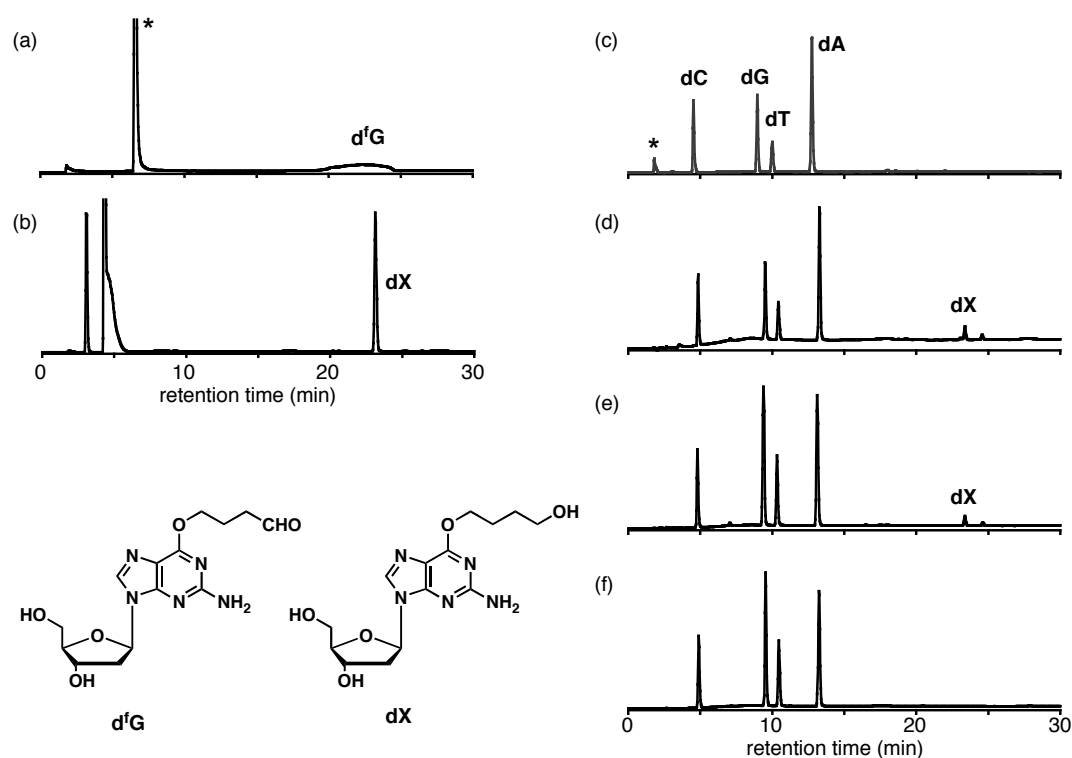 (a)
*
dᶠG
(b)
dX
0
10
20
30
retention time (min)
(c)
*
dC
dG
dT
dA
(d)
dX
(e)
dX
(f)
0
10
20
30
retention time (min)
O
CHO
N
N
N
N
NH₂
HO
O
OH
dᶠG
O
OH
N
N
N
N
NH₂
HO
O
OH
dX